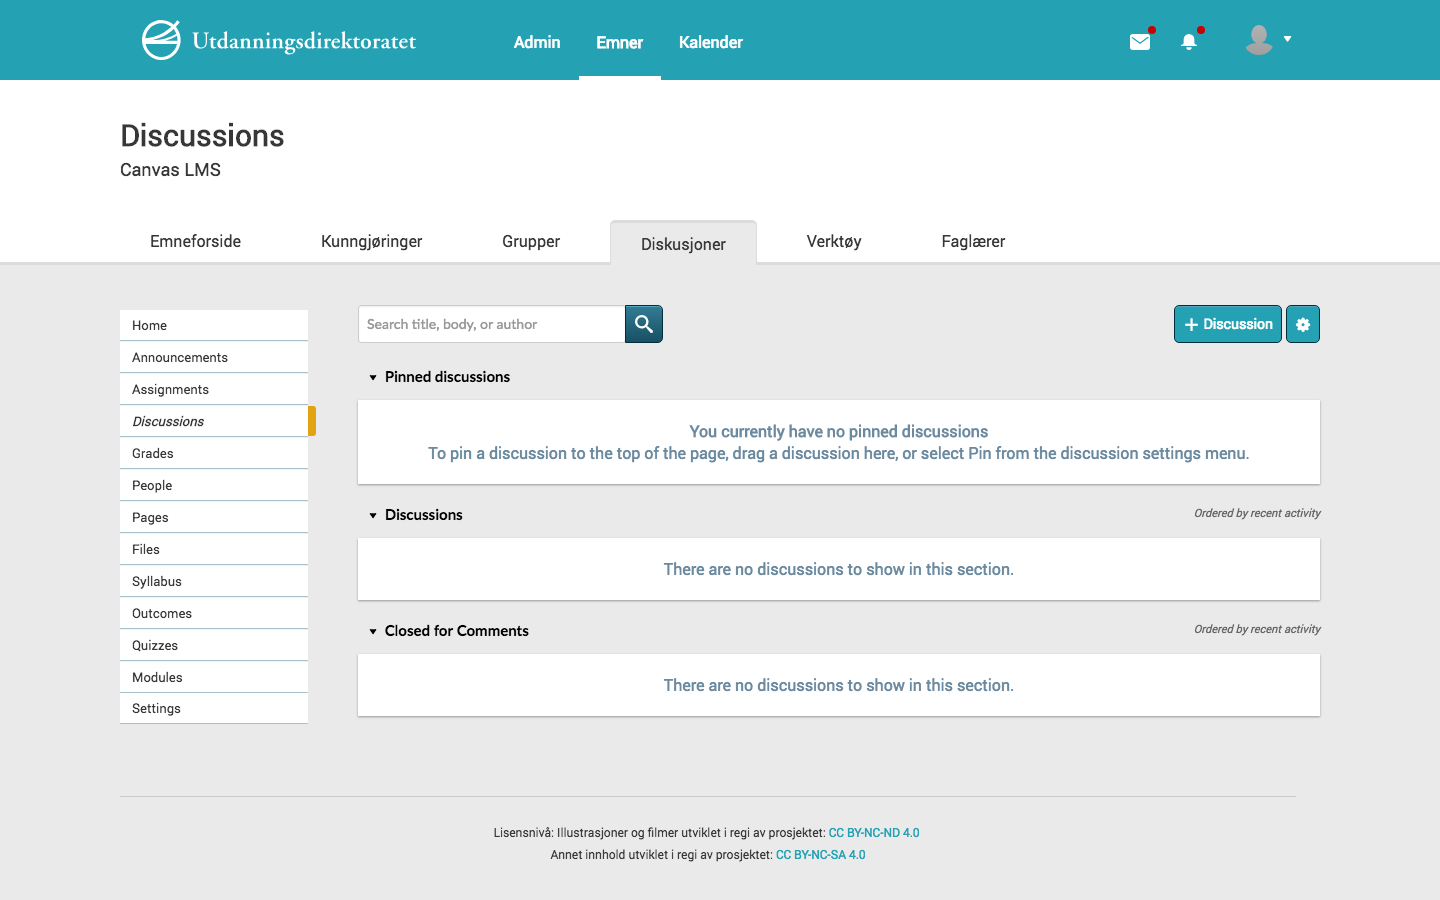 Utdanningsdirektoratet
Admin Emner Kalender
Discussions
Canvas LMS
Emneforside Kunngjøringer Grupper Diskusjoner Verktøy Faglærer
Home
Announcements
Assignments
Discussions
Grades
People
Pages
Files
Syllabus
Outcomes
Quizzes
Modules
Settings
Search title, body, or author
+ Discussion
Pinned discussions
You currently have no pinned discussions
To pin a discussion to the top of the page, drag a discussion here, or select Pin from the discussion settings menu.
Discussions Ordered by recent activity
There are no discussions to show in this section.
Closed for Comments Ordered by recent activity
There are no discussions to show in this section.
Lisensnivå: Illustrasjoner og filmer utviklet i regi av prosjektet: CC BY-NC-ND 4.0
Annet innhold utviklet i regi av prosjektet: CC BY-NC-SA 4.0